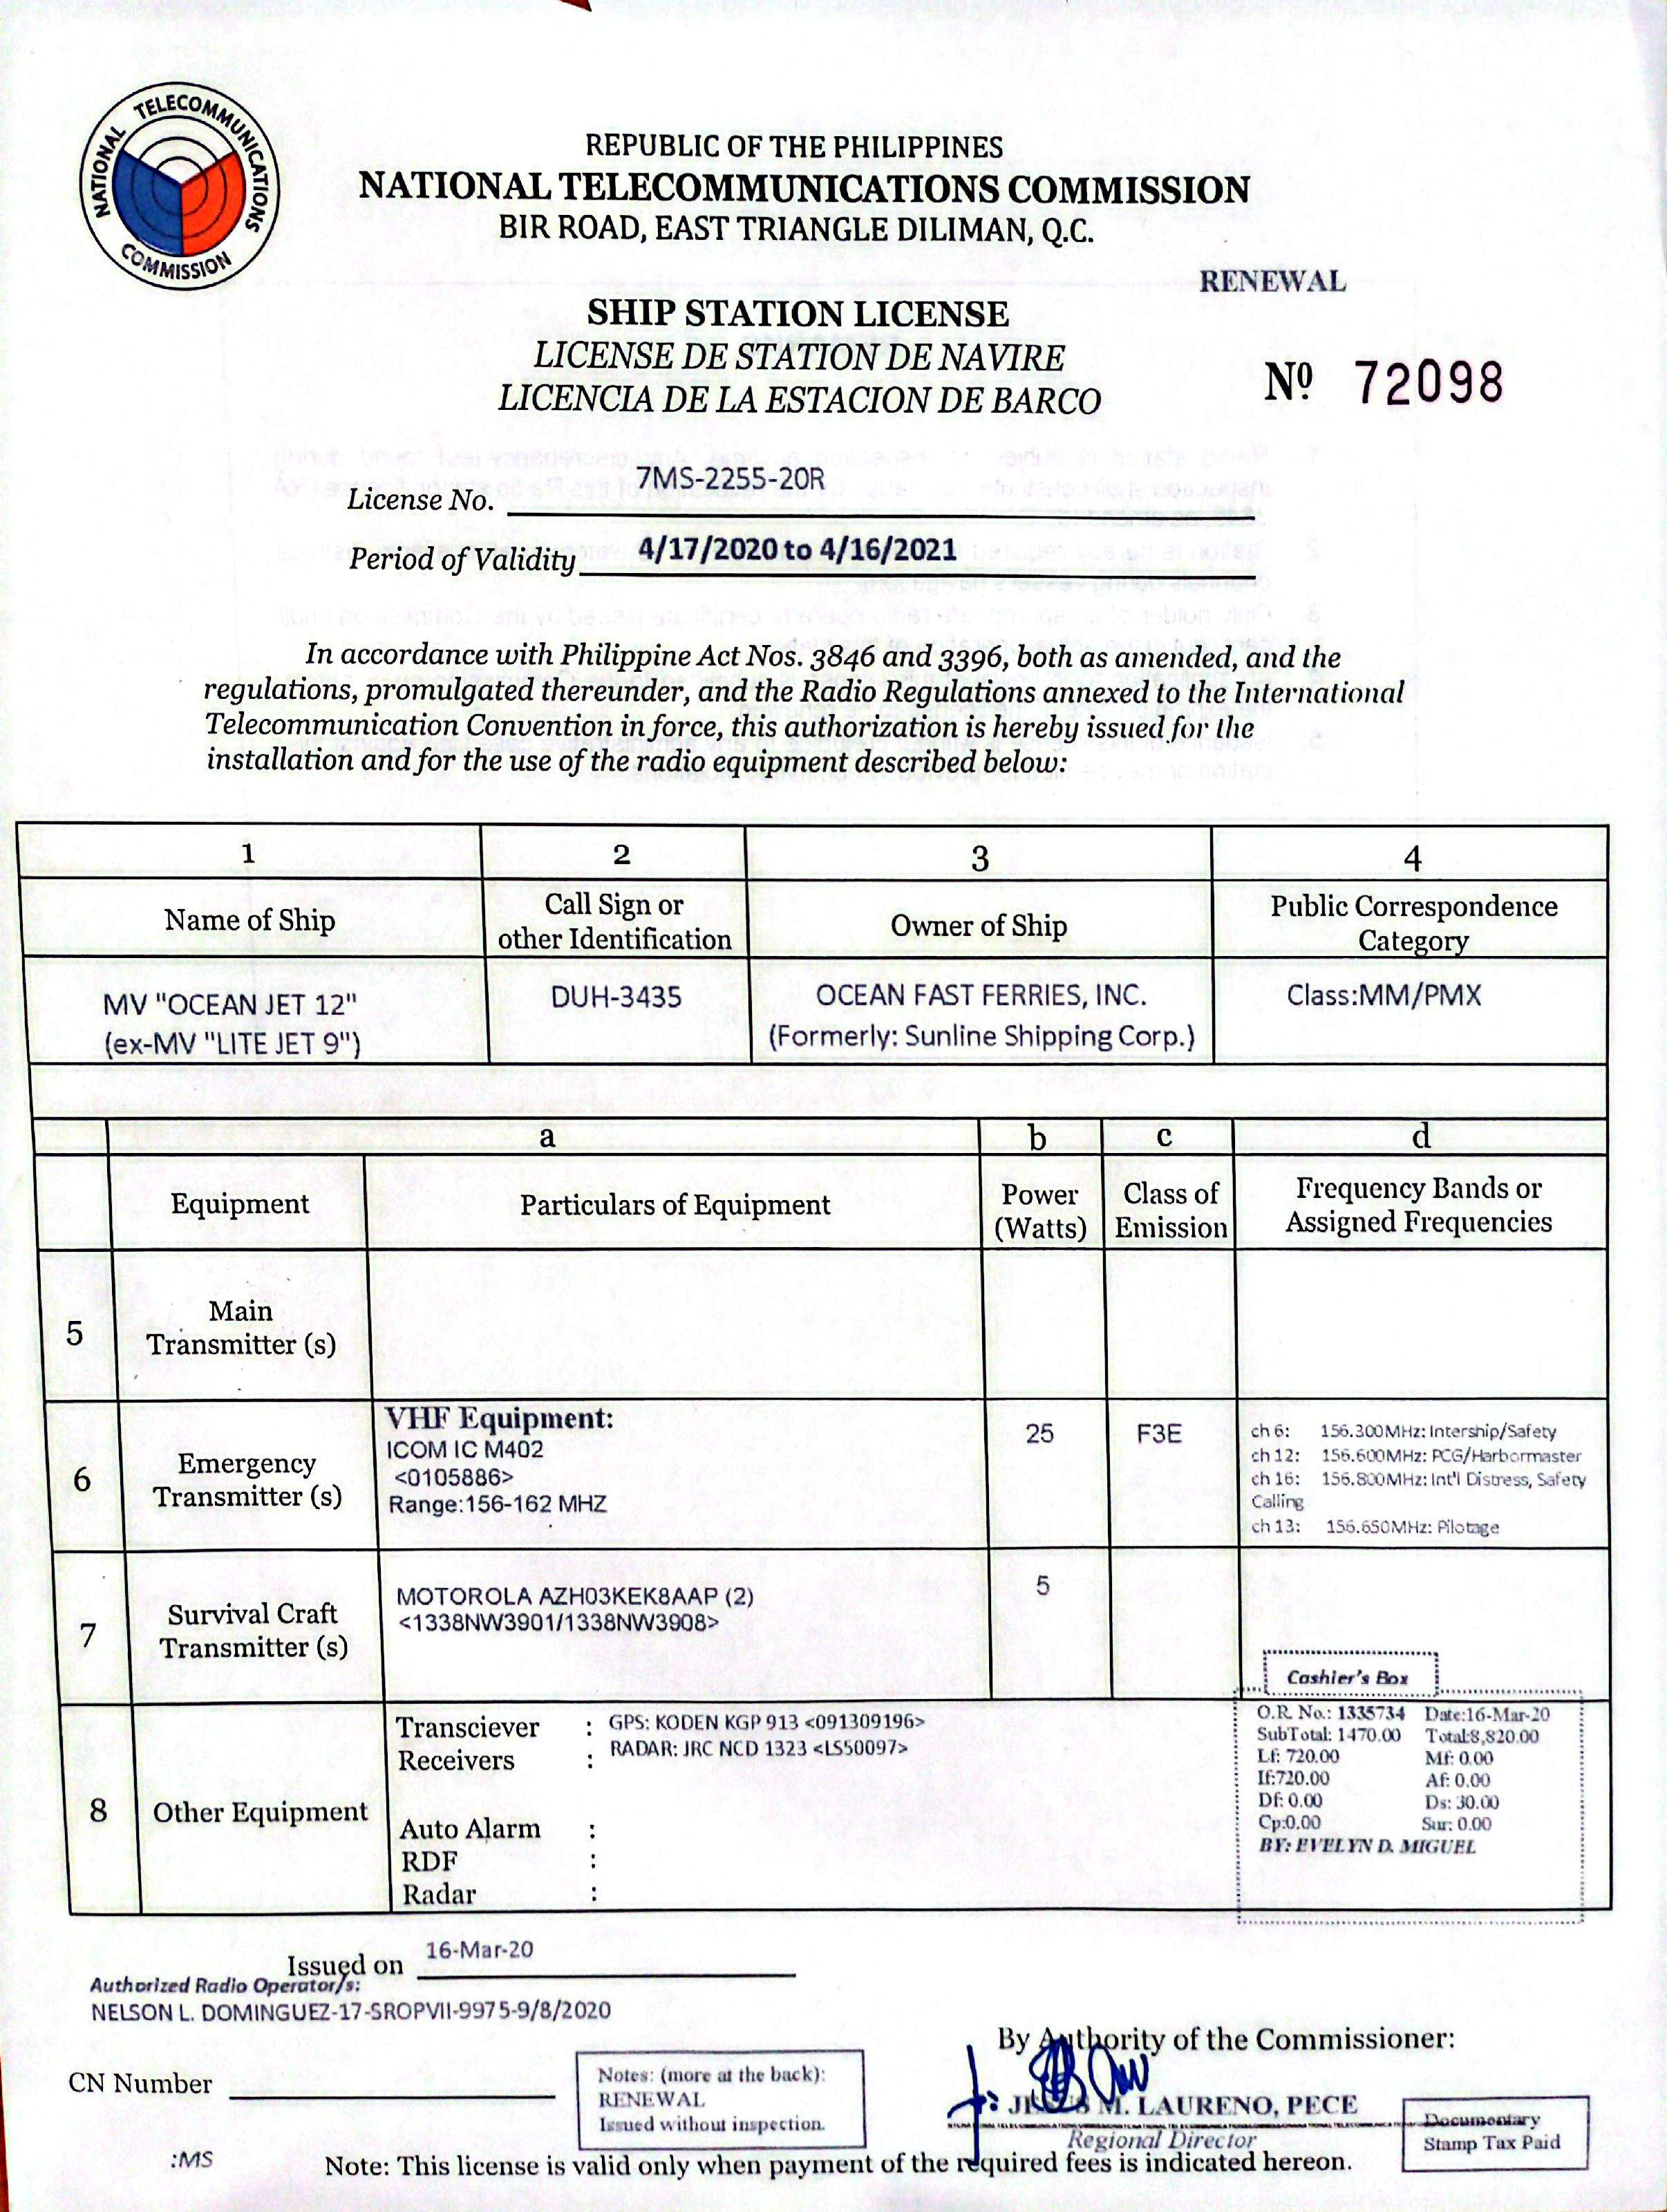 NATIONAL TELECOMMUNICATIONS COMMISSION
REPUBLIC OF THE PHILIPPINES
NATIONAL TELECOMMUNICATIONS COMMISSION
BIR ROAD, EAST TRIANGLE DILIMAN, Q.C.
RENEWAL
SHIP STATION LICENSE
LICENSE DE STATION DE NAVIRE
LICENCIA DE LA ESTACION DE BARCO
Nº 72098
License No. 7MS-2255-20R
Period of Validity 4/17/2020 to 4/16/2021
In accordance with Philippine Act Nos. 3846 and 3396, both as amended, and the
regulations, promulgated thereunder, and the Radio Regulations annexed to the International
Telecommunication Convention in force, this authorization is hereby issued for the
installation and for the use of the radio equipment described below:
1 2 3 4
Name of Ship
Call Sign or
other Identification
Owner of Ship
Public Correspondence
Category
MV "OCEAN JET 12"
(ex-MV "LITE JET 9")
DUH-3435
OCEAN FAST FERRIES, INC.
(Formerly: Sunline Shipping Corp.)
Class:MM/PMX
a b c d
Equipment
Particulars of Equipment
Power
(Watts)
Class of
Emission
Frequency Bands or
Assigned Frequencies
5
Main
Transmitter (s)
6
Emergency
Transmitter (s)
VHF Equipment:
ICOM IC M402
<0105886>
Range:156-162 MHZ
25
F3E
ch 6: 156.300MHz: Intership/Safety
ch 12: 156.600MHz: PCG/Harbormaster
ch 16: 156.800MHz: Int'l Distress, Safety
Calling
ch 13: 156.650MHz: Pilotage
7
Survival Craft
Transmitter (s)
MOTOROLA AZH03KEK8AAP (2)
<1338NW3901/1338NW3908>
5
8
Other Equipment
Transciever : GPS: KODEN KGP 913 <091309196>
Receivers : RADAR: JRC NCD 1323 <LS50097>
Auto Alarm :
RDF :
Radar :
Cashier's Box
O.R. No.: 1335734 Date:16-Mar-20
SubTotal: 1470.00 Total:8,820.00
Lf: 720.00 Mf: 0.00
If:720.00 Af: 0.00
Df: 0.00 Ds: 30.00
Cp:0.00 Sur: 0.00
BY: EVELYN D. MIGUEL
Issued on 16-Mar-20
Authorized Radio Operator/s:
NELSON L. DOMINGUEZ-17-SROPVII-9975-9/8/2020
By Authority of the Commissioner:
CN Number
Notes: (more at the back):
RENEWAL
Issued without inspection.
JESUS M. LAURENO, PECE
Regional Director
Documentary
Stamp Tax Paid
:MS
Note: This license is valid only when payment of the required fees is indicated hereon.